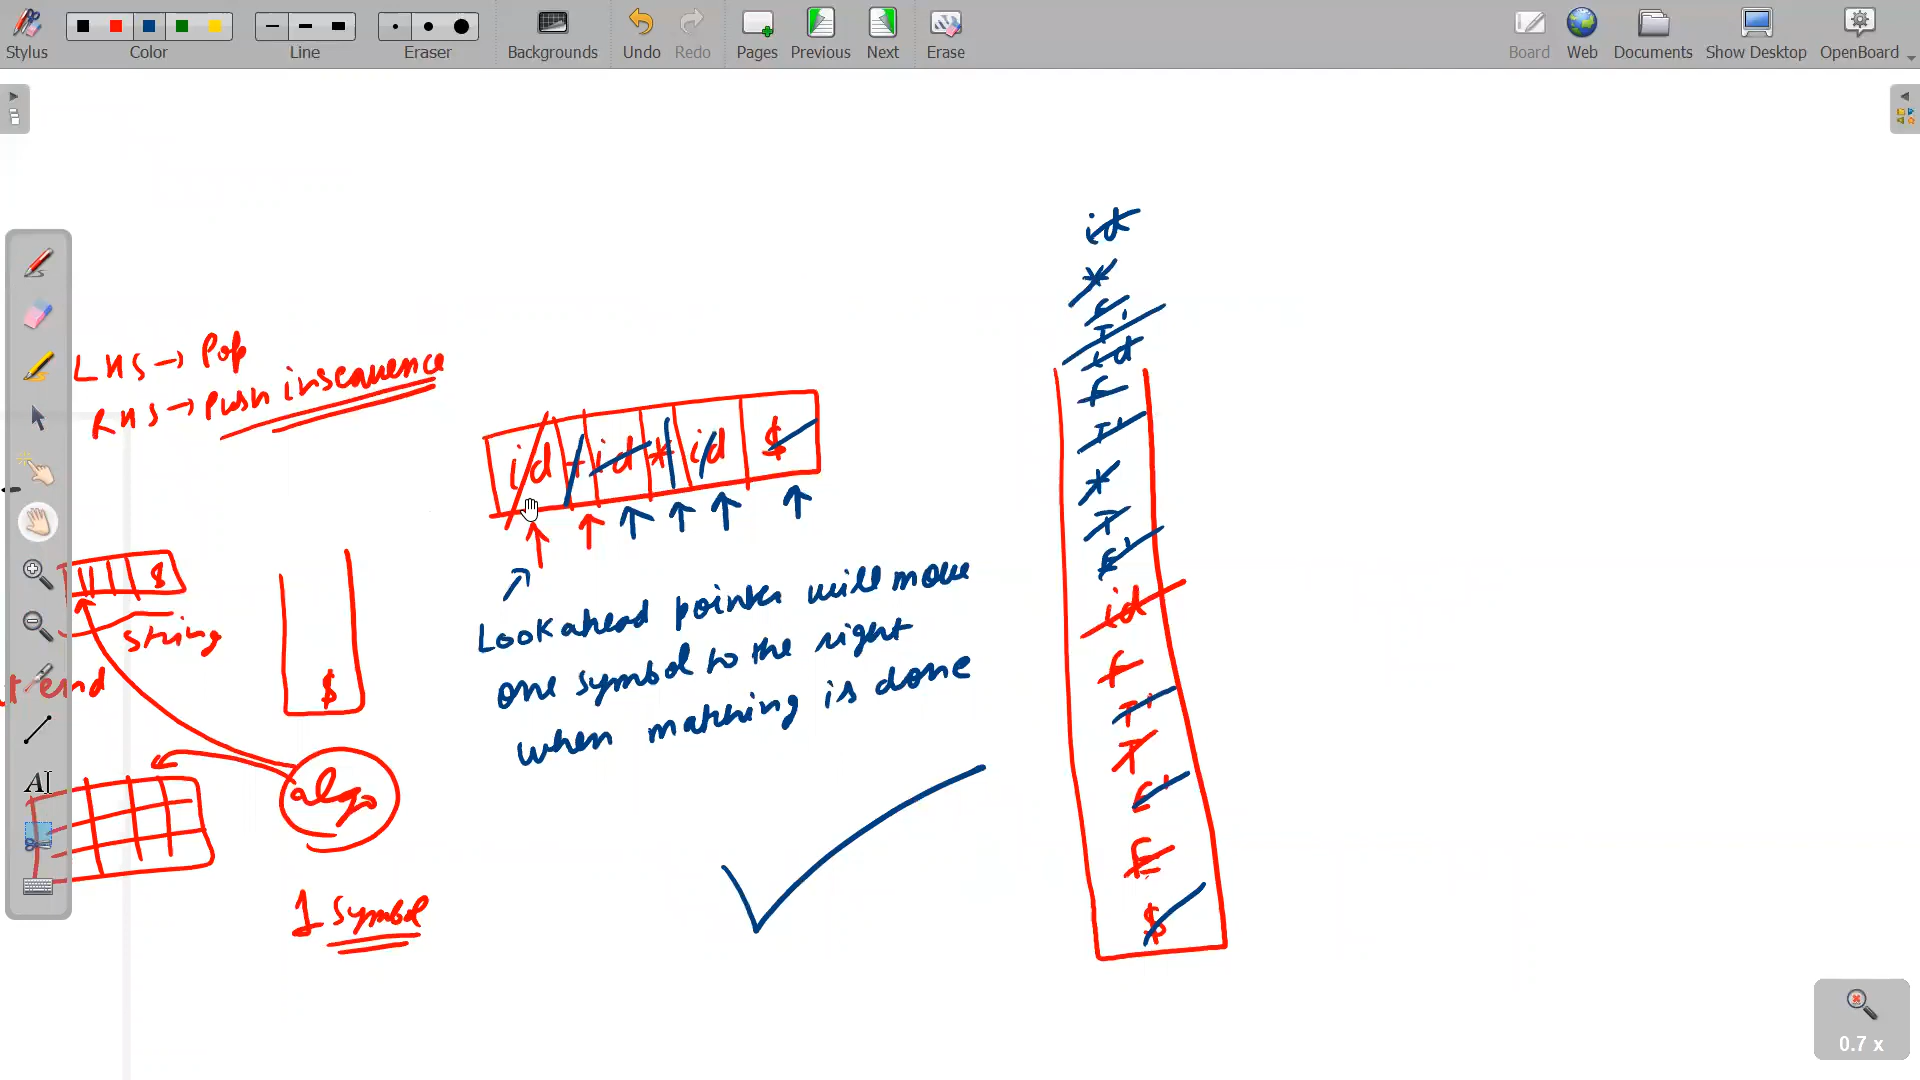 Stylus
Color
Line
Eraser
Backgrounds
Undo
Redo
Pages
Previous
Next
Erase
Board
Web
Documents
Show Desktop
OpenBoard
LHS → Pop
RHS → Push insequence
id + id * id $
Lookahead pointer will move
one symbol to the right
when matching is done
$
string
end
$
algo
1 symbol
id
*
F
T'
id
F
T'
*
T
E'
id
F
T'
T
E'
E
$
0.7 x